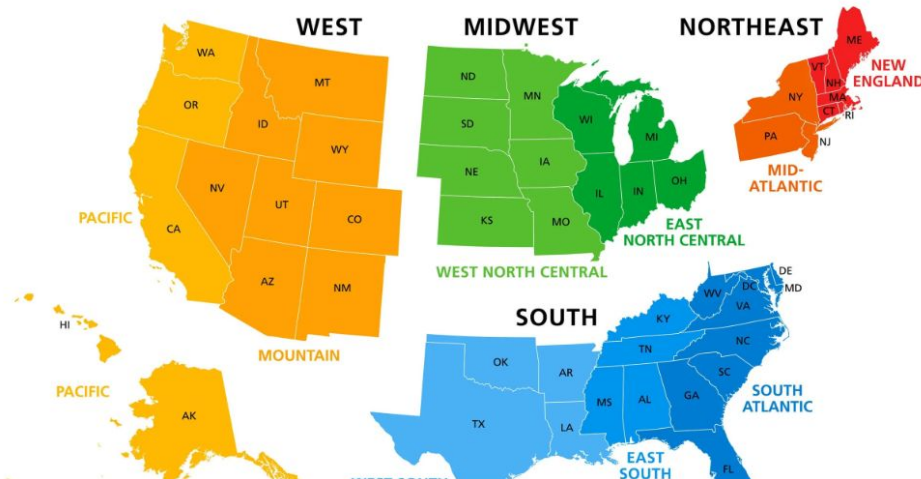 WEST
MIDWEST
NORTHEAST
WA
OR
CA
PACIFIC
MT
ID
WY
NV
UT
CO
AZ
NM
MOUNTAIN
HI
PACIFIC
AK
ND
SD
NE
KS
MN
IA
MO
WEST NORTH CENTRAL
WI
MI
IL
IN
OH
EAST
NORTH CENTRAL
ME
VT
NH
MA
CT
RI
NEW
ENGLAND
NY
PA
NJ
MID-
ATLANTIC
SOUTH
OK
AR
TX
LA
WEST SOUTH
KY
TN
MS
AL
EAST
SOUTH
DE
MD
DC
WV
VA
NC
SC
GA
FL
SOUTH
ATLANTIC